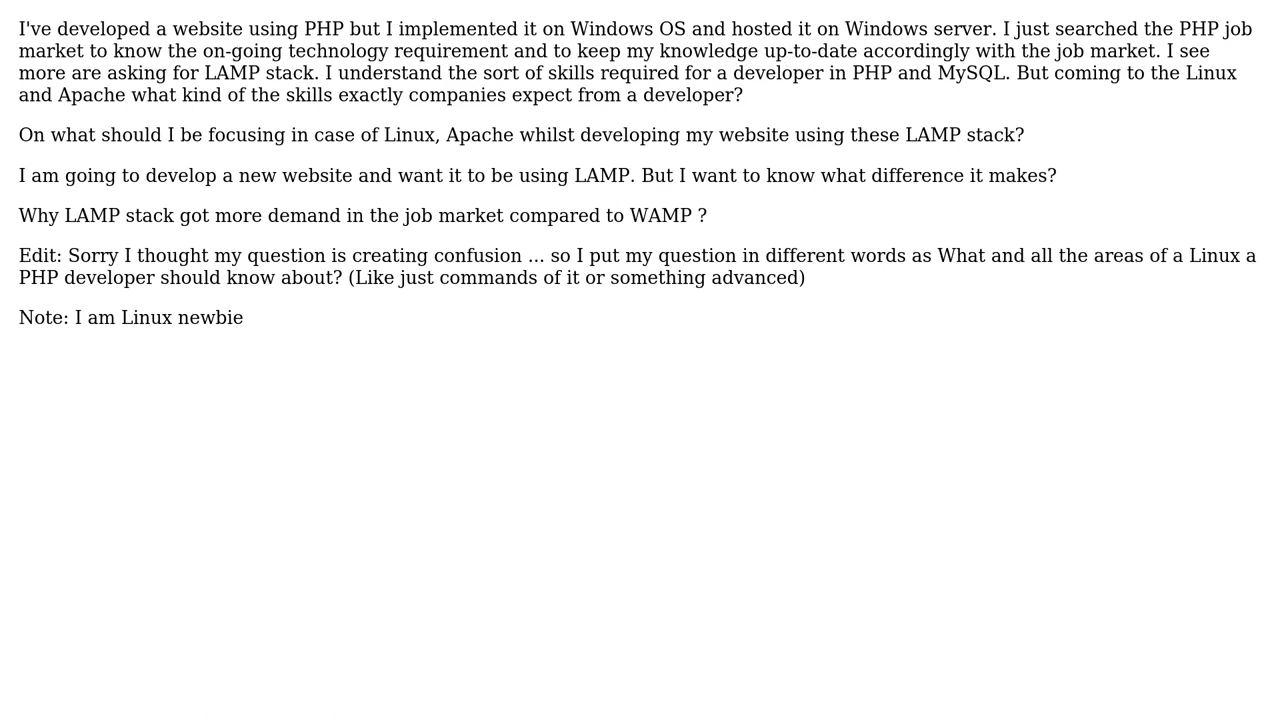 I've developed a website using PHP but I implemented it on Windows OS and hosted it on Windows server. I just searched the PHP job
market to know the on-going technology requirement and to keep my knowledge up-to-date accordingly with the job market. I see
more are asking for LAMP stack. I understand the sort of skills required for a developer in PHP and MySQL. But coming to the Linux
and Apache what kind of the skills exactly companies expect from a developer?
On what should I be focusing in case of Linux, Apache whilst developing my website using these LAMP stack?
I am going to develop a new website and want it to be using LAMP. But I want to know what difference it makes?
Why LAMP stack got more demand in the job market compared to WAMP ?
Edit: Sorry I thought my question is creating confusion ... so I put my question in different words as What and all the areas of a Linux a
PHP developer should know about? (Like just commands of it or something advanced)
Note: I am Linux newbie